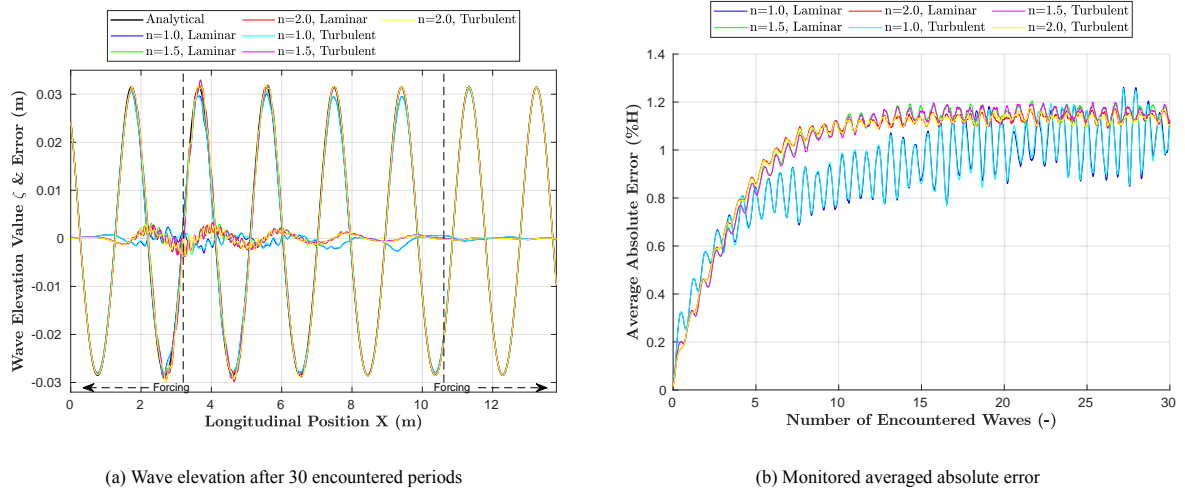 Analytical
n=1.0, Laminar
n=1.5, Laminar
n=2.0, Laminar
n=1.0, Turbulent
n=1.5, Turbulent
n=2.0, Turbulent
Wave Elevation Value ζ & Error (m)
0.03
0.02
0.01
0
-0.01
-0.02
-0.03
Forcing
Forcing
0 2 4 6 8 10 12
Longitudinal Position X (m)
(a) Wave elevation after 30 encountered periods
n=1.0, Laminar
n=1.5, Laminar
n=2.0, Laminar
n=1.0, Turbulent
n=1.5, Turbulent
n=2.0, Turbulent
Average Absolute Error (%H)
1.4
1.2
1.0
0.8
0.6
0.4
0.2
0
0 5 10 15 20 25 30
Number of Encountered Waves (-)
(b) Monitored averaged absolute error